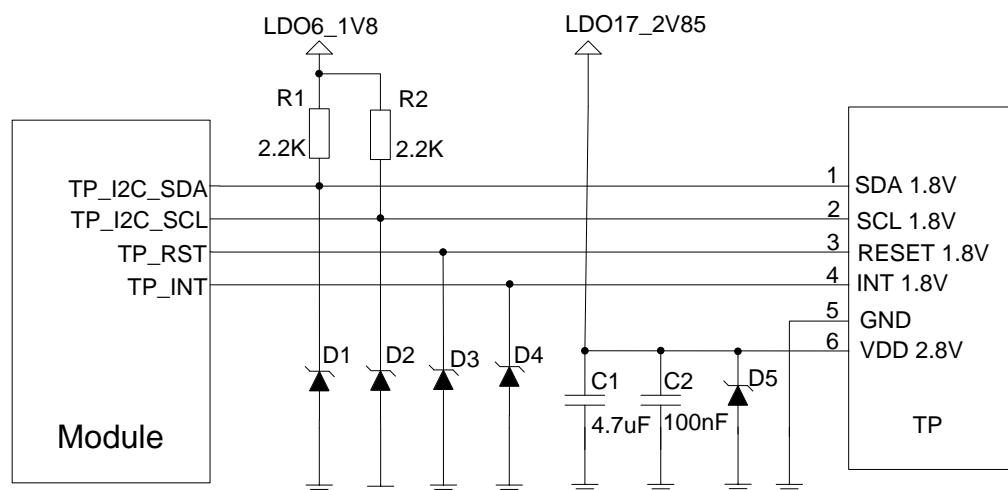 LDO6_1V8
LDO17_2V85
R1
R2
2.2K
2.2K
TP_I2C_SDA
1
SDA 1.8V
TP_I2C_SCL
2
SCL 1.8V
TP_RST
3
RESET 1.8V
TP_INT
4
INT 1.8V
5
GND
6
VDD 2.8V
D1
D2
D3
D4
C1
C2
D5
4.7uF
100nF
Module
TP